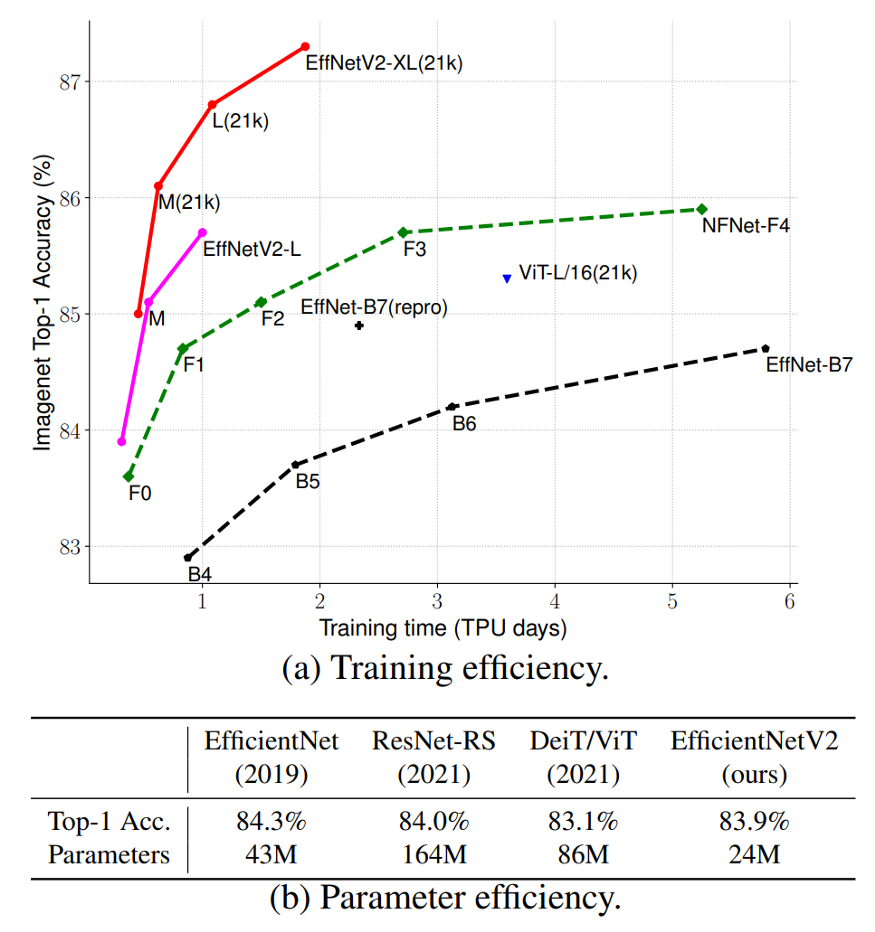 87
86
85
84
83
Imagenet Top-1 Accuracy (%)
EffNetV2-XL(21k)
L(21k)
M(21k)
EffNetV2-L
M
NFNet-F4
F3
ViT-L/16(21k)
EffNet-B7(repro)
F2
F1
EffNet-B7
B6
F0
B5
B4
1 2 3 4 5 6
Training time (TPU days)
(a) Training efficiency.
EfficientNet ResNet-RS DeiT/ViT EfficientNetV2
(2019) (2021) (2021) (ours)
Top-1 Acc. 84.3% 84.0% 83.1% 83.9%
Parameters 43M 164M 86M 24M
(b) Parameter efficiency.